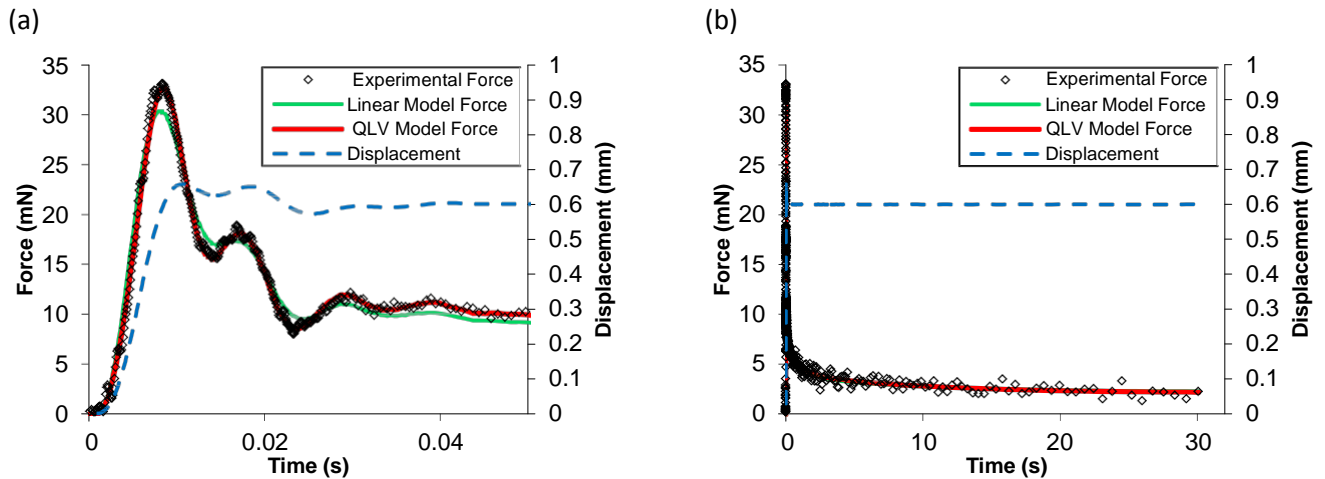 (a)
35
30
25
20
15
10
5
0
Force (mN)
Experimental Force
Linear Model Force
QLV Model Force
Displacement
1
0.9
0.8
0.7
0.6
0.5
0.4
0.3
0.2
0.1
0
Displacement (mm)
0
0.02
0.04
Time (s)
(b)
35
30
25
20
15
10
5
0
Force (mN)
Experimental Force
Linear Model Force
QLV Model Force
Displacement
1
0.9
0.8
0.7
0.6
0.5
0.4
0.3
0.2
0.1
0
Displacement (mm)
0
10
20
30
Time (s)